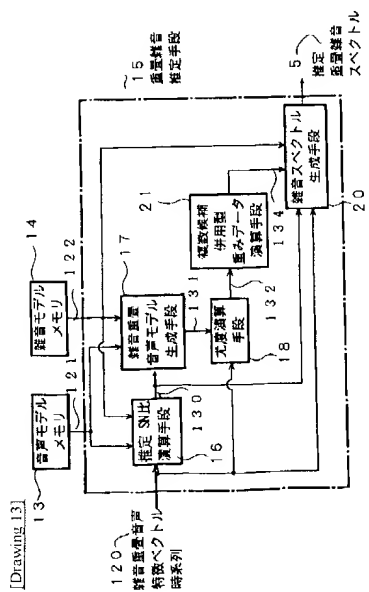 [Drawing 13]
13
音声モデル
メモリ
121
14
雑音モデル
メモリ
122
15
重畳雑音
推定手段
120
雑音重畳音声
特徴ベクトル
時系列
推定SN比
演算手段
16
130
17
雑音重畳
音声モデル
生成手段
131
尤度演算
手段
18
132
21
複数候補
併用型
重みデータ
演算手段
134
雑音スペクトル
生成手段
20
5
推定
重畳雑音
スペクトル